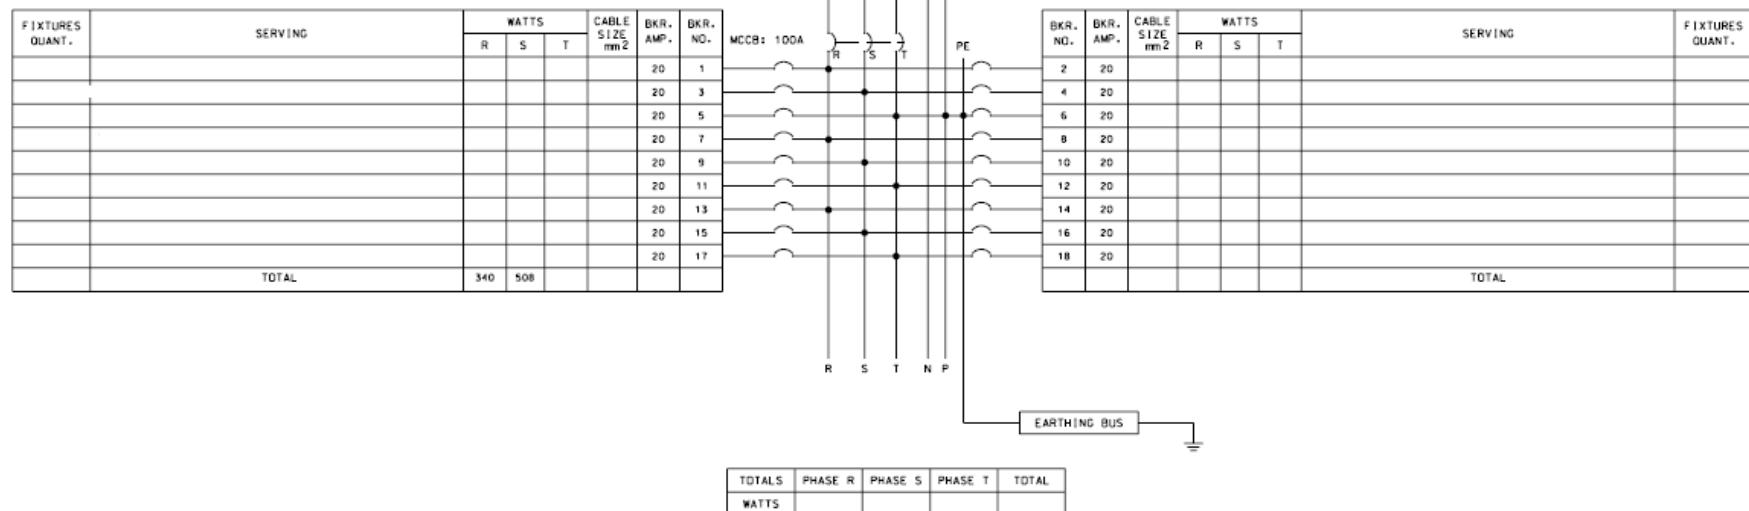 FIXTURES QUANT. SERVING WATTS CABLE SIZE mm2 BKR. AMP. BKR. NO.
R S T
MCCB: 100A
R S T
PE
BKR. NO. BKR. AMP. CABLE SIZE mm2 WATTS SERVING FIXTURES QUANT.
R S T
20 1 2 20
20 3 4 20
20 5 6 20
20 7 8 20
20 9 10 20
20 11 12 20
20 13 14 20
20 15 16 20
20 17 18 20
TOTAL 340 508 TOTAL
R S T N P
EARTHING BUS
TOTALS PHASE R PHASE S PHASE T TOTAL
WATTS